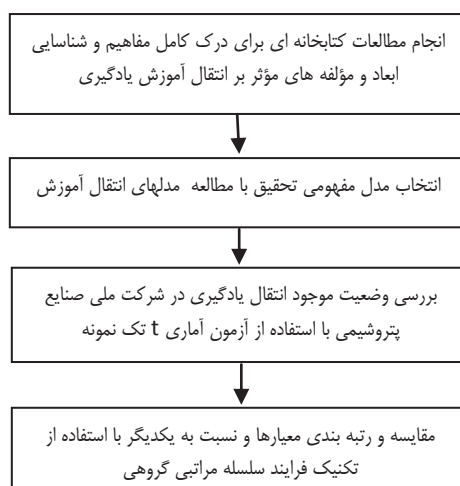 انجام مطالعات کتابخانه ای برای درک کامل مفاهیم و شناسایی
ابعاد و مؤلفه های مؤثر بر انتقال آموزش یادگیری
انتخاب مدل مفهومی تحقیق با مطالعه مدلهای انتقال آموزش
بررسی وضعیت موجود انتقال یادگیری در شرکت ملی صنایع
پتروشیمی با استفاده از آزمون آماری t تک نمونه
مقایسه و رتبه بندی معیارها و نسبت به یکدیگر با استفاده از
تکنیک فرایند سلسله مراتبی گروهی